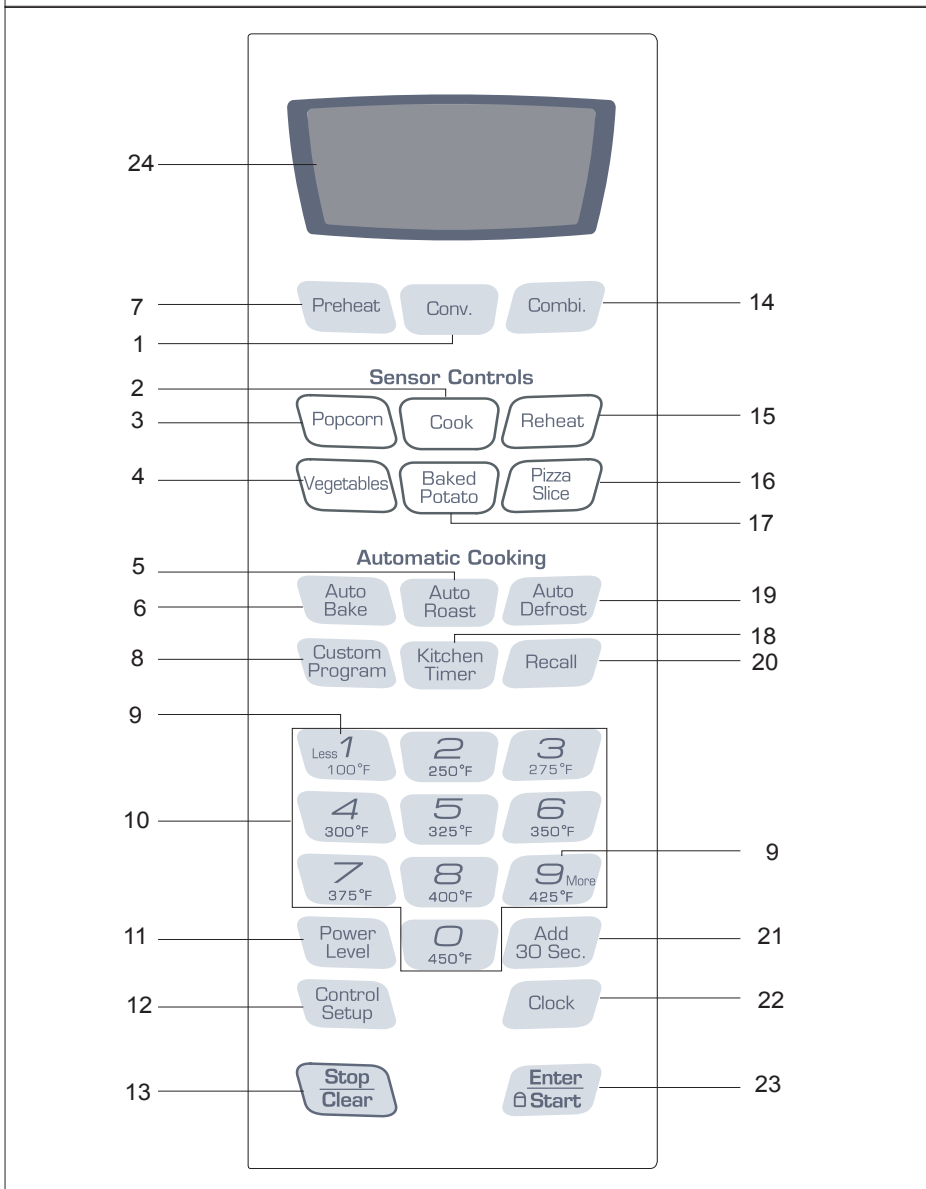 24
7
Preheat
Conv.
Combi.
14
1
Sensor Controls
2
3
Popcorn
Cook
Reheat
15
4
Vegetables
Baked
Potato
Pizza
Slice
16
17
Automatic Cooking
5
6
Auto
Bake
Auto
Roast
Auto
Defrost
19
18
8
Custom
Program
Kitchen
Timer
Recall
20
9
Less 1
100°F
2
250°F
3
275°F
10
4
300°F
5
325°F
6
350°F
9
7
375°F
8
400°F
9 More
425°F
11
Power
Level
0
450°F
Add
30 Sec.
21
12
Control
Setup
Clock
22
13
Stop
Clear
Enter
Start
23